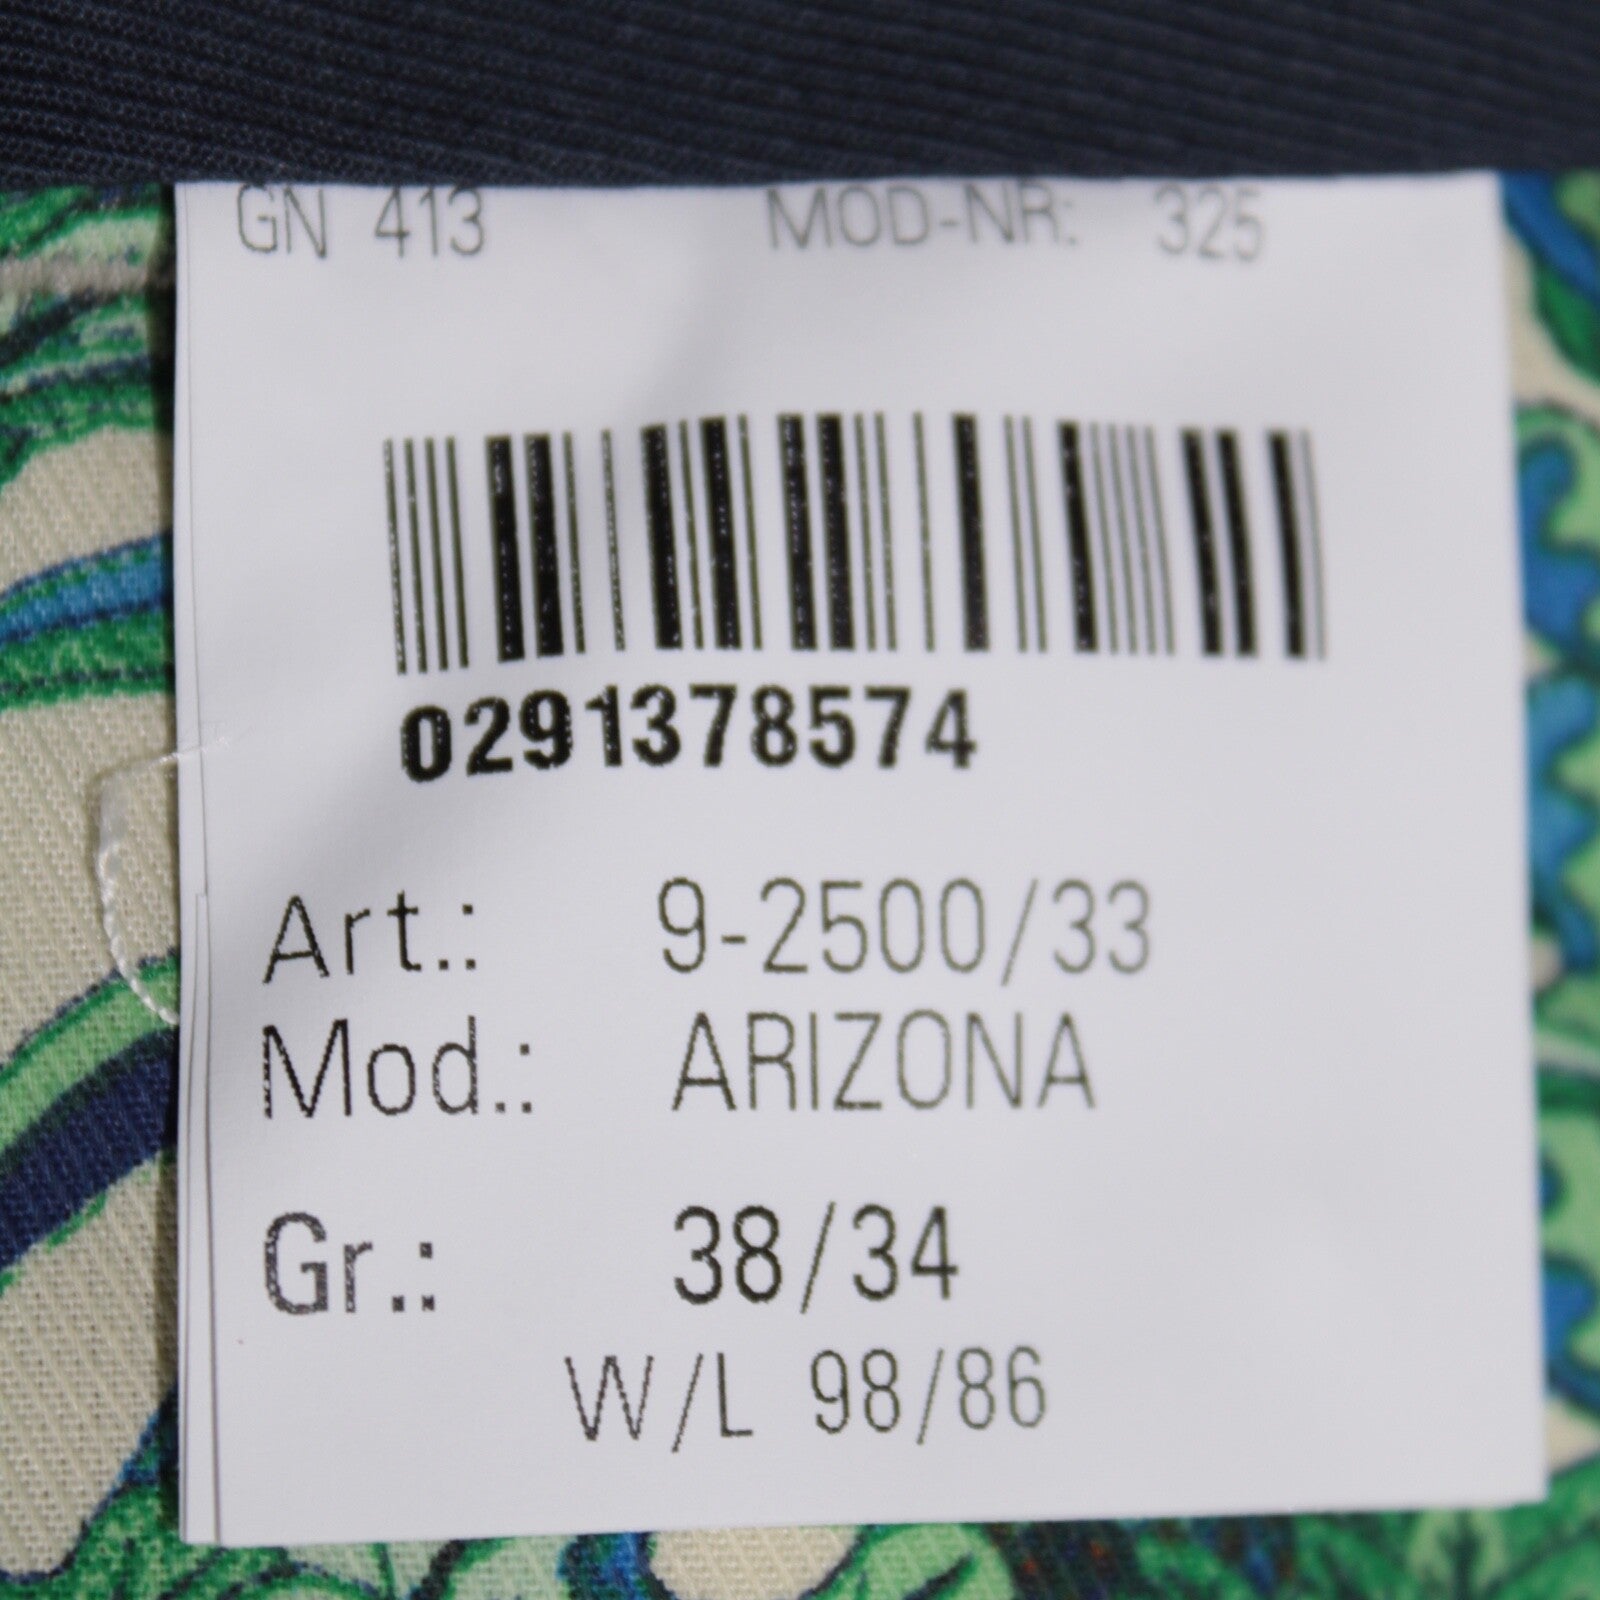 GN 413 MOD-NR: 325
0291378574
Art.: 9-2500/33
Mod.: ARIZONA
Gr.: 38/34
W/L 98/86